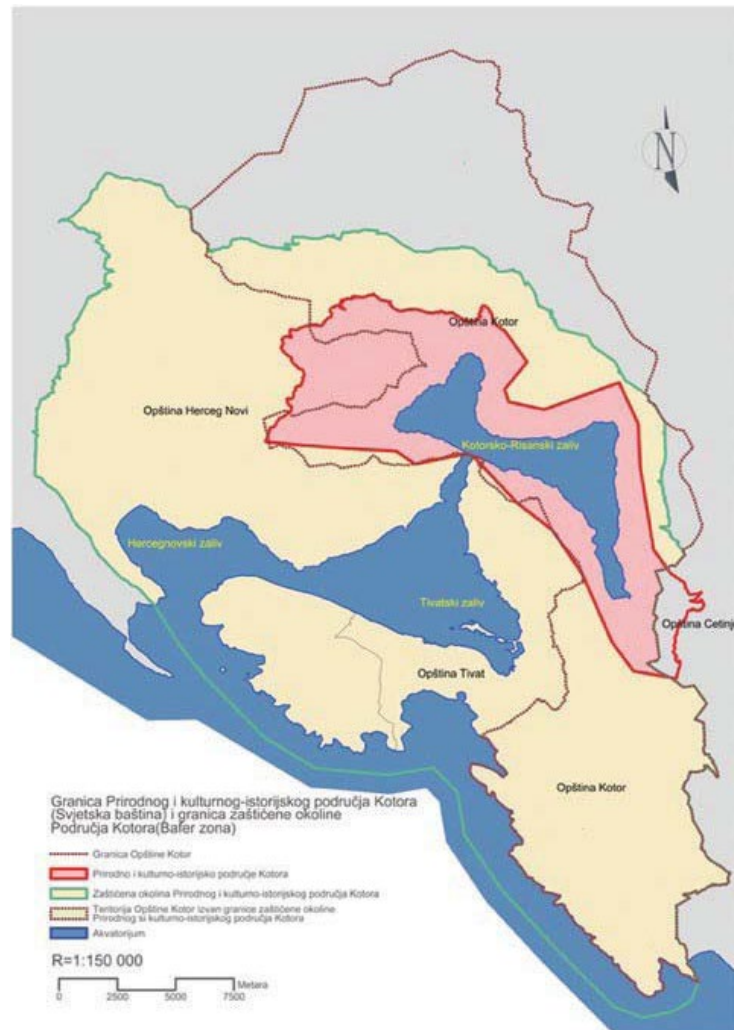 N
Opština Kotor
Opština Herceg Novi
Kotorsko-Risanski zaliv
Hercegnovski zaliv
Tivatski zaliv
Opština Cetinje
Opština Tivat
Opština Kotor
Granica Prirodnog i kulturnog-istorijskog područja Kotora
(Svjetska baština) i granica zaštićene okoline
Područja Kotora(Bafer zona)
Granica Opštine Kotor
Prirodno i kulturno-istorijsko područje Kotora
Zaštićena okolina Prirodnog i kulturno-istorijskog područja Kotora
Teritorija Opštine Kotor izvan granice zaštićene okoline
Prirodnog si kulturno-istorijskog područja Kotora
Akvatorijum
R=1:150 000
Metara
0 2500 5000 7500